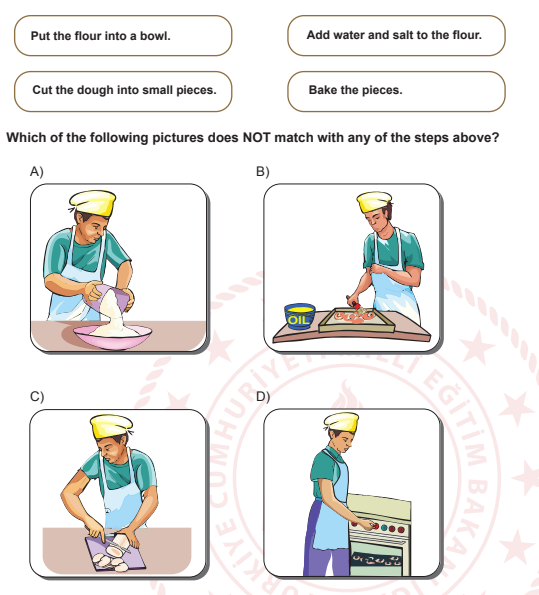 Put the flour into a bowl.
Add water and salt to the flour.
Cut the dough into small pieces.
Bake the pieces.
Which of the following pictures does NOT match with any of the steps above?
A)
B)
OIL
C)
D)